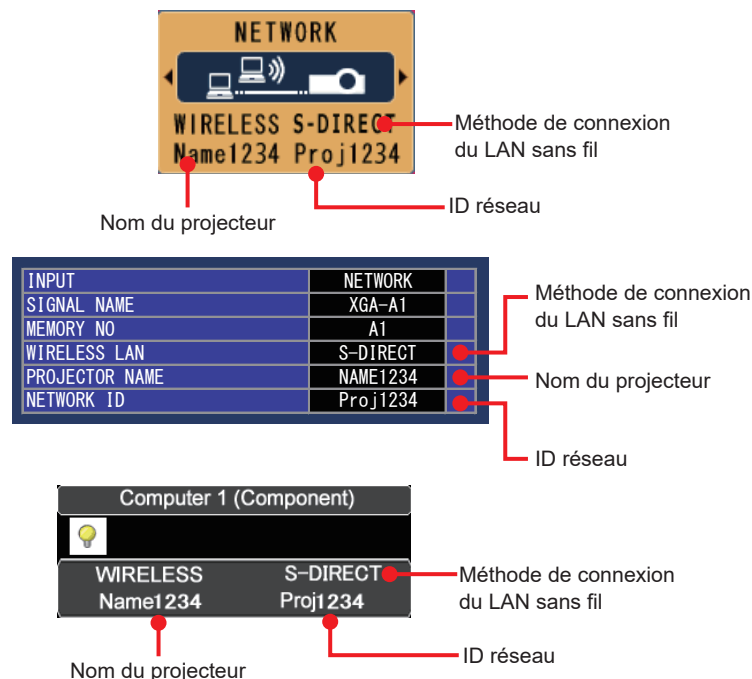 NETWORK
WIRELESS S-DIRECT
Name1234 Proj1234
Méthode de connexion
du LAN sans fil
ID réseau
Nom du projecteur
INPUT NETWORK
SIGNAL NAME XGA-A1
MEMORY NO A1
WIRELESS LAN S-DIRECT
PROJECTOR NAME NAME1234
NETWORK ID Proj1234
Méthode de connexion
du LAN sans fil
Nom du projecteur
ID réseau
Computer 1 (Component)
WIRELESS S-DIRECT
Name1234 Proj1234
Méthode de connexion
du LAN sans fil
ID réseau
Nom du projecteur